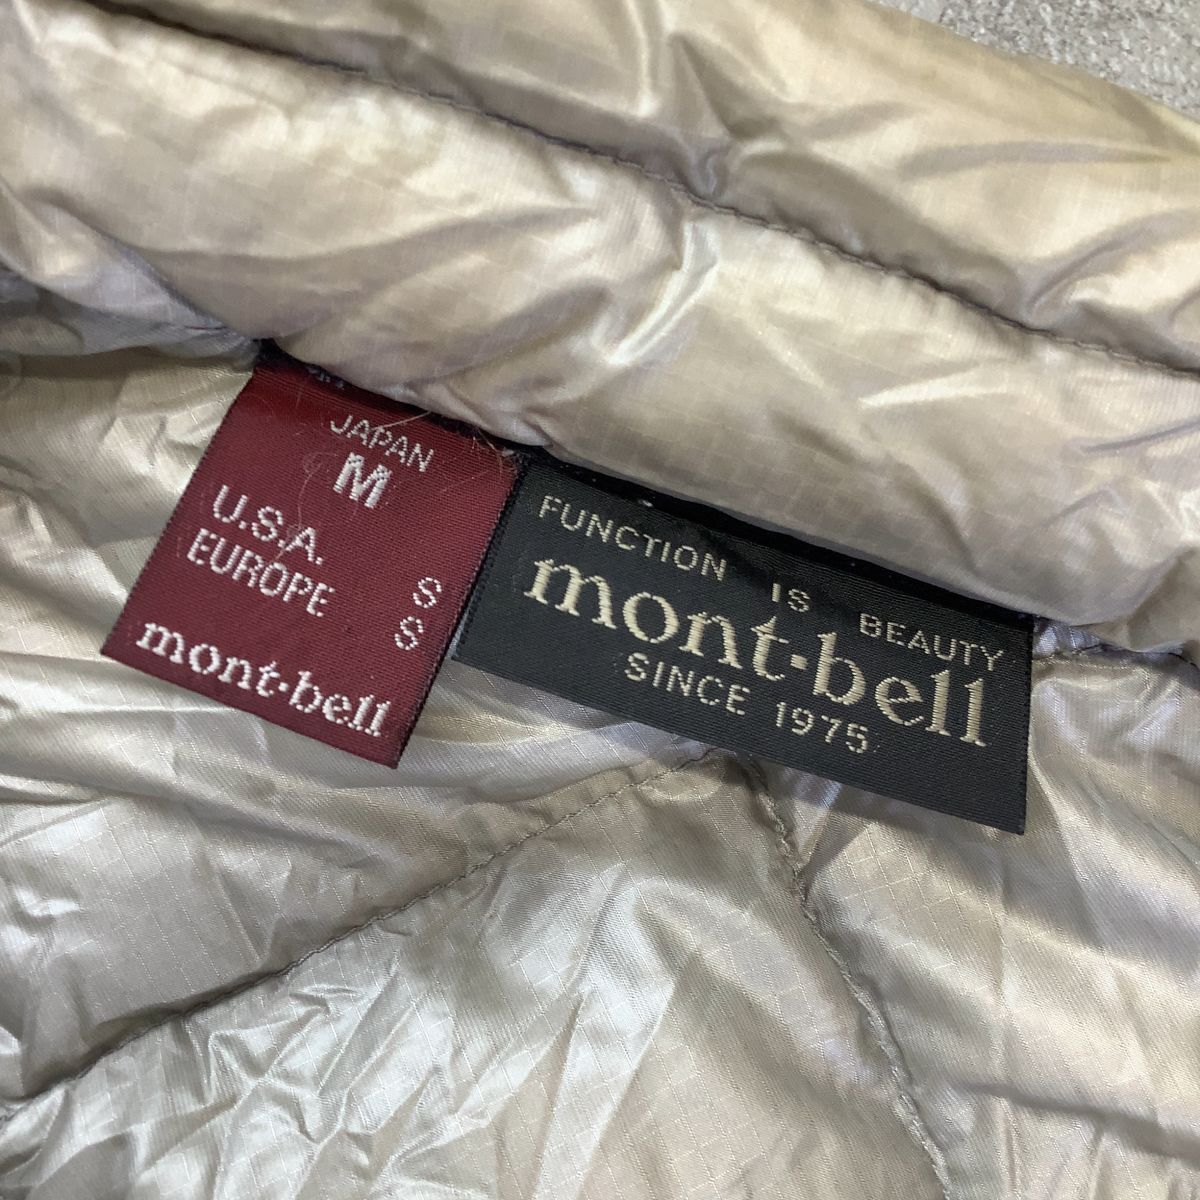 JAPAN
M
U.S.A. S
EUROPE S
mont·bell
FUNCTION IS BEAUTY
mont·bell
SINCE 1975